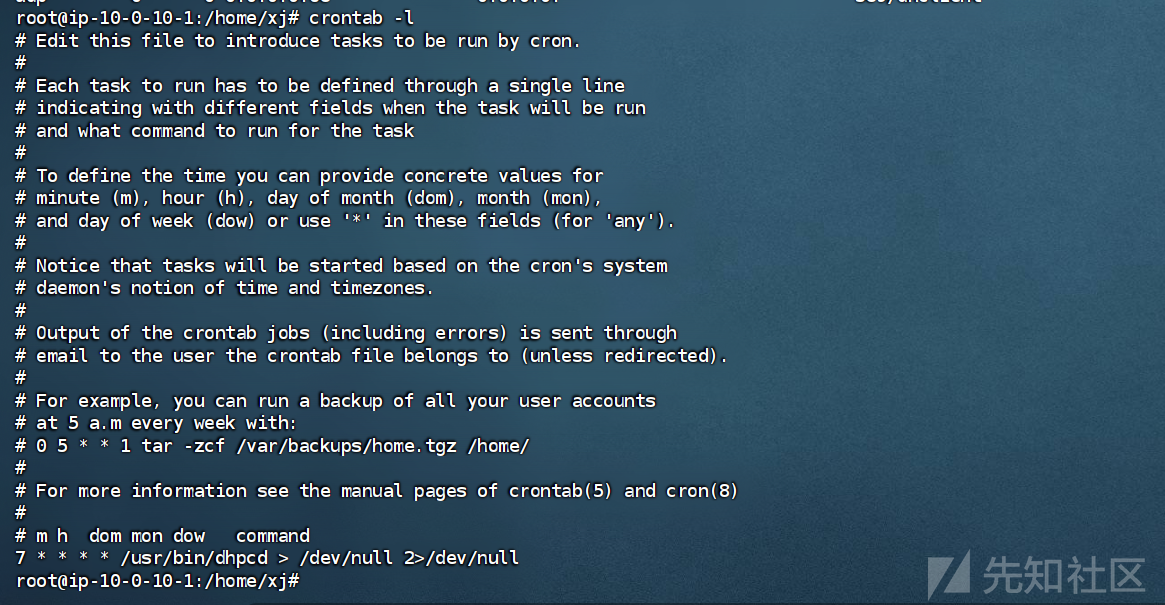 root@ip-10-0-10-1:/home/xj# crontab -l
# Edit this file to introduce tasks to be run by cron.
#
# Each task to run has to be defined through a single line
# indicating with different fields when the task will be run
# and what command to run for the task
#
# To define the time you can provide concrete values for
# minute (m), hour (h), day of month (dom), month (mon),
# and day of week (dow) or use '*' in these fields (for 'any').
#
# Notice that tasks will be started based on the cron's system
# daemon's notion of time and timezones.
#
# Output of the crontab jobs (including errors) is sent through
# email to the user the crontab file belongs to (unless redirected).
#
# For example, you can run a backup of all your user accounts
# at 5 a.m every week with:
# 0 5 * * 1 tar -zcf /var/backups/home.tgz /home/
#
# For more information see the manual pages of crontab(5) and cron(8)
#
# m h  dom mon dow   command
7 * * * * /usr/bin/dhpcd > /dev/null 2>/dev/null
root@ip-10-0-10-1:/home/xj#
先知社区